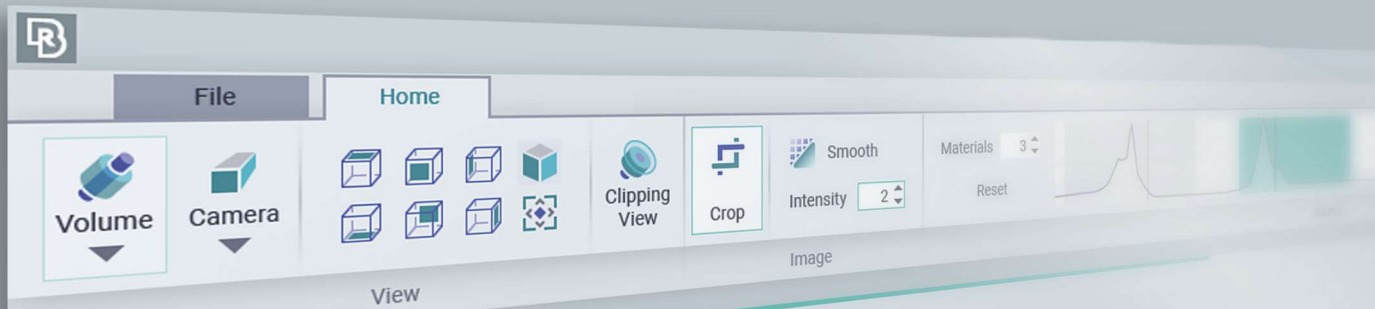 File
Home
Volume
Camera
View
Clipping
View
Crop
Smooth
Intensity 2
Image
Materials 3
Reset